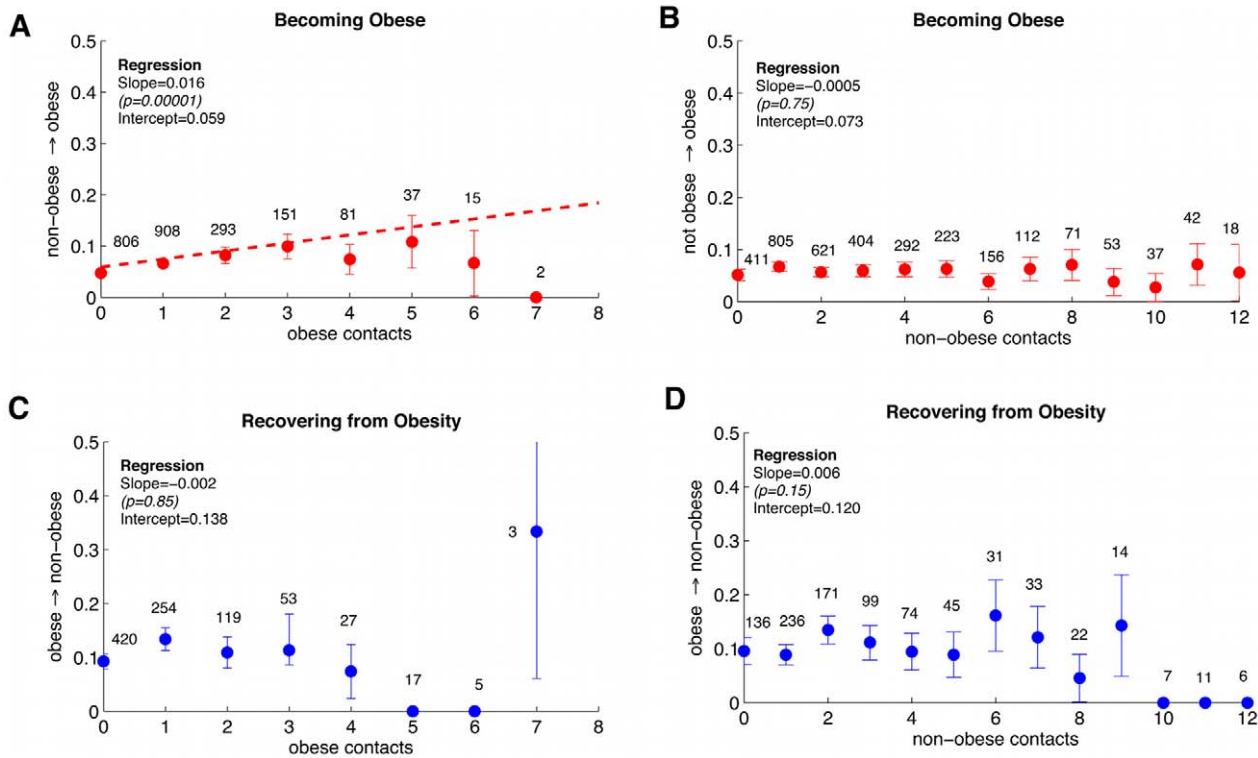 A
Becoming Obese
0.5
0.4
0.3
0.2
0.1
0
non−obese → obese
Regression
Slope=0.016
(p=0.00001)
Intercept=0.059
806 908 293 151 81 37 15 2
0 1 2 3 4 5 6 7 8
obese contacts
B
Becoming Obese
0.5
0.4
0.3
0.2
0.1
0
not obese → obese
Regression
Slope=−0.0005
(p=0.75)
Intercept=0.073
411 805 621 404 292 223 156 112 71 53 37 42 18
0 2 4 6 8 10 12
non−obese contacts
C
Recovering from Obesity
0.5
0.4
0.3
0.2
0.1
0
obese → non−obese
Regression
Slope=−0.002
(p=0.85)
Intercept=0.138
420 254 119 53 27 17 5 3
0 1 2 3 4 5 6 7 8
obese contacts
D
Recovering from Obesity
0.5
0.4
0.3
0.2
0.1
0
obese → non−obese
Regression
Slope=0.006
(p=0.15)
Intercept=0.120
136 236 171 99 74 45 31 33 22 14 7 11 6
0 2 4 6 8 10 12
non−obese contacts